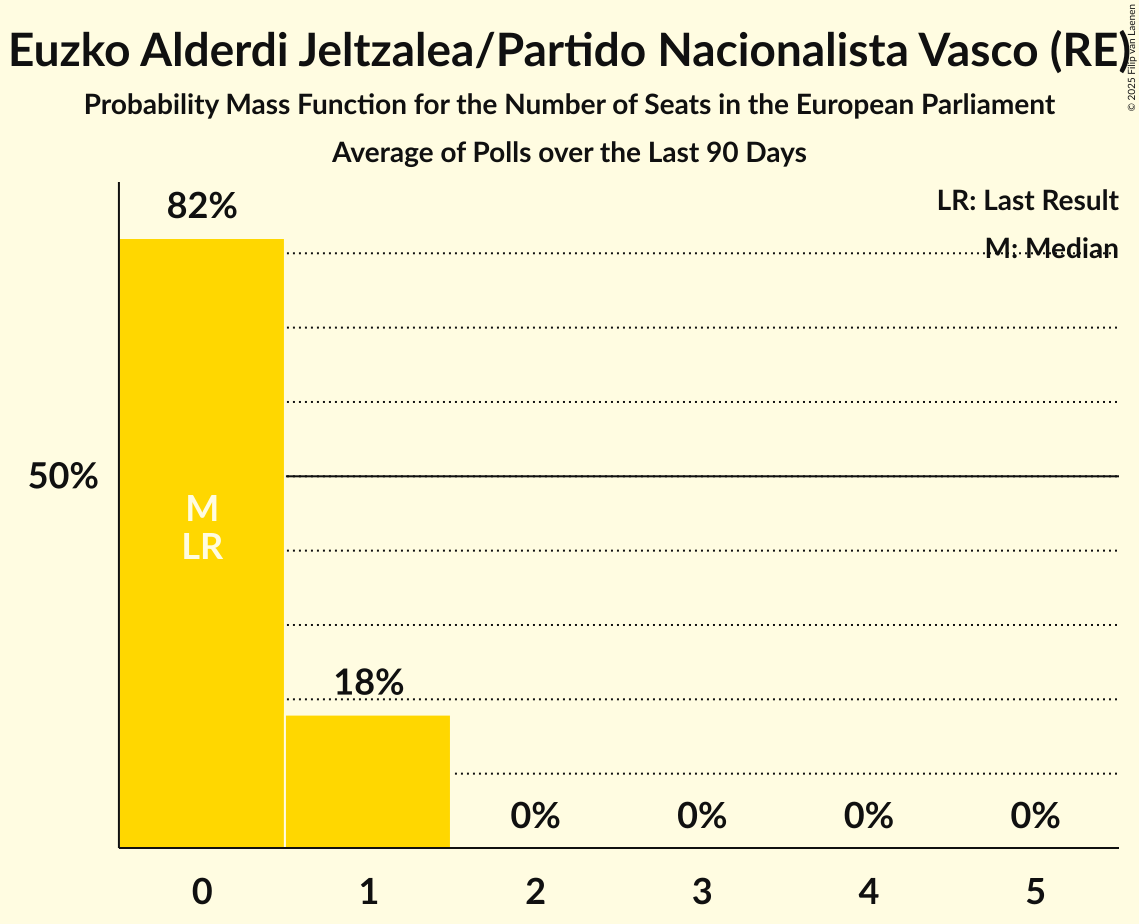 Euzko Alderdi Jeltzalea/Partido Nacionalista Vasco (RE)
© 2025 Filip van Laenen
Probability Mass Function for the Number of Seats in the European Parliament
Average of Polls over the Last 90 Days
LR: Last Result
M: Median
82%
50%
M
LR
18%
0% 0% 0% 0%
0 1 2 3 4 5